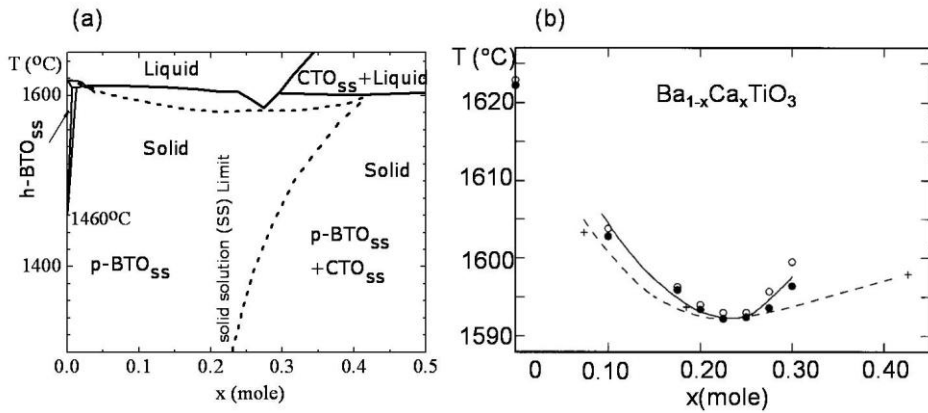 (a)
T (°C)
Liquid
CTOss+Liquid
1600
h-BTOss
Solid
Solid
solid solution (SS) Limit
1460°C
p-BTOss
p-BTOss
+CTOss
1400
0.0 0.1 0.2 0.3 0.4 0.5
x (mole)
(b)
T (°C)
1620
Ba1-xCaxTiO3
1610
1600
1590
0 0.10 0.20 0.30 0.40
x(mole)